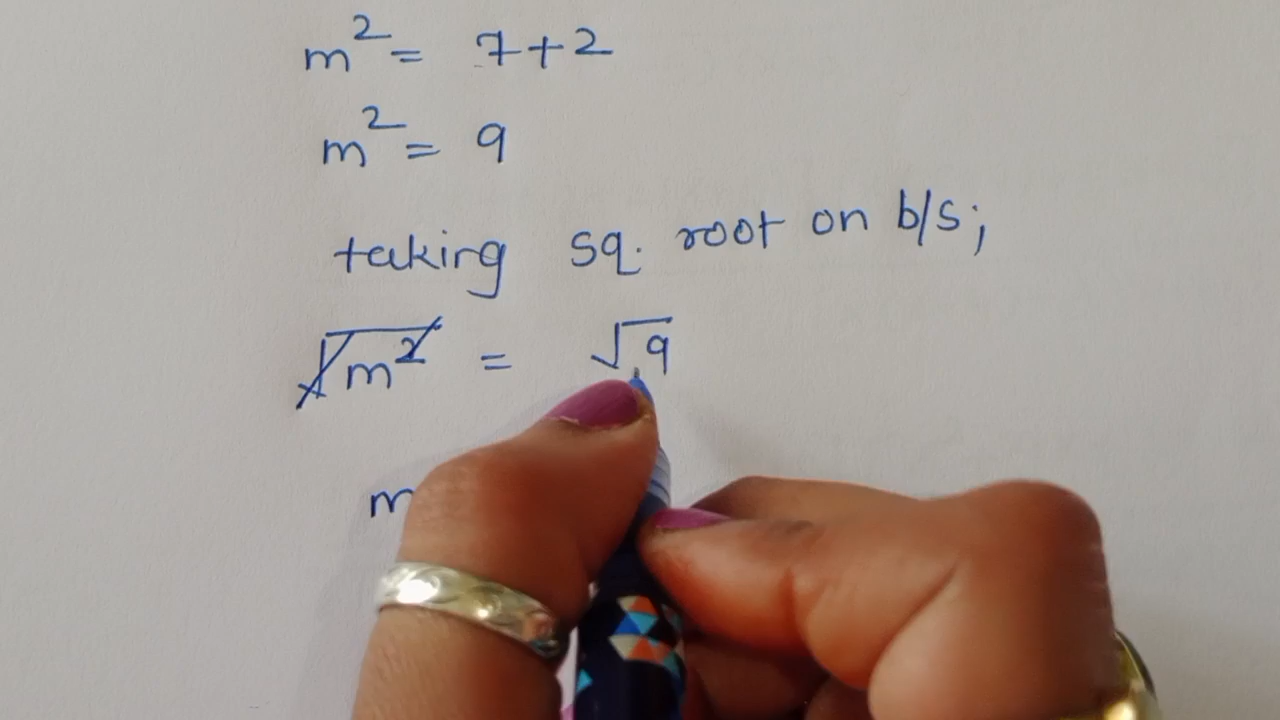 m² = 7+2
m² = 9
taking sq. root on b/s;
√m² = √9
m